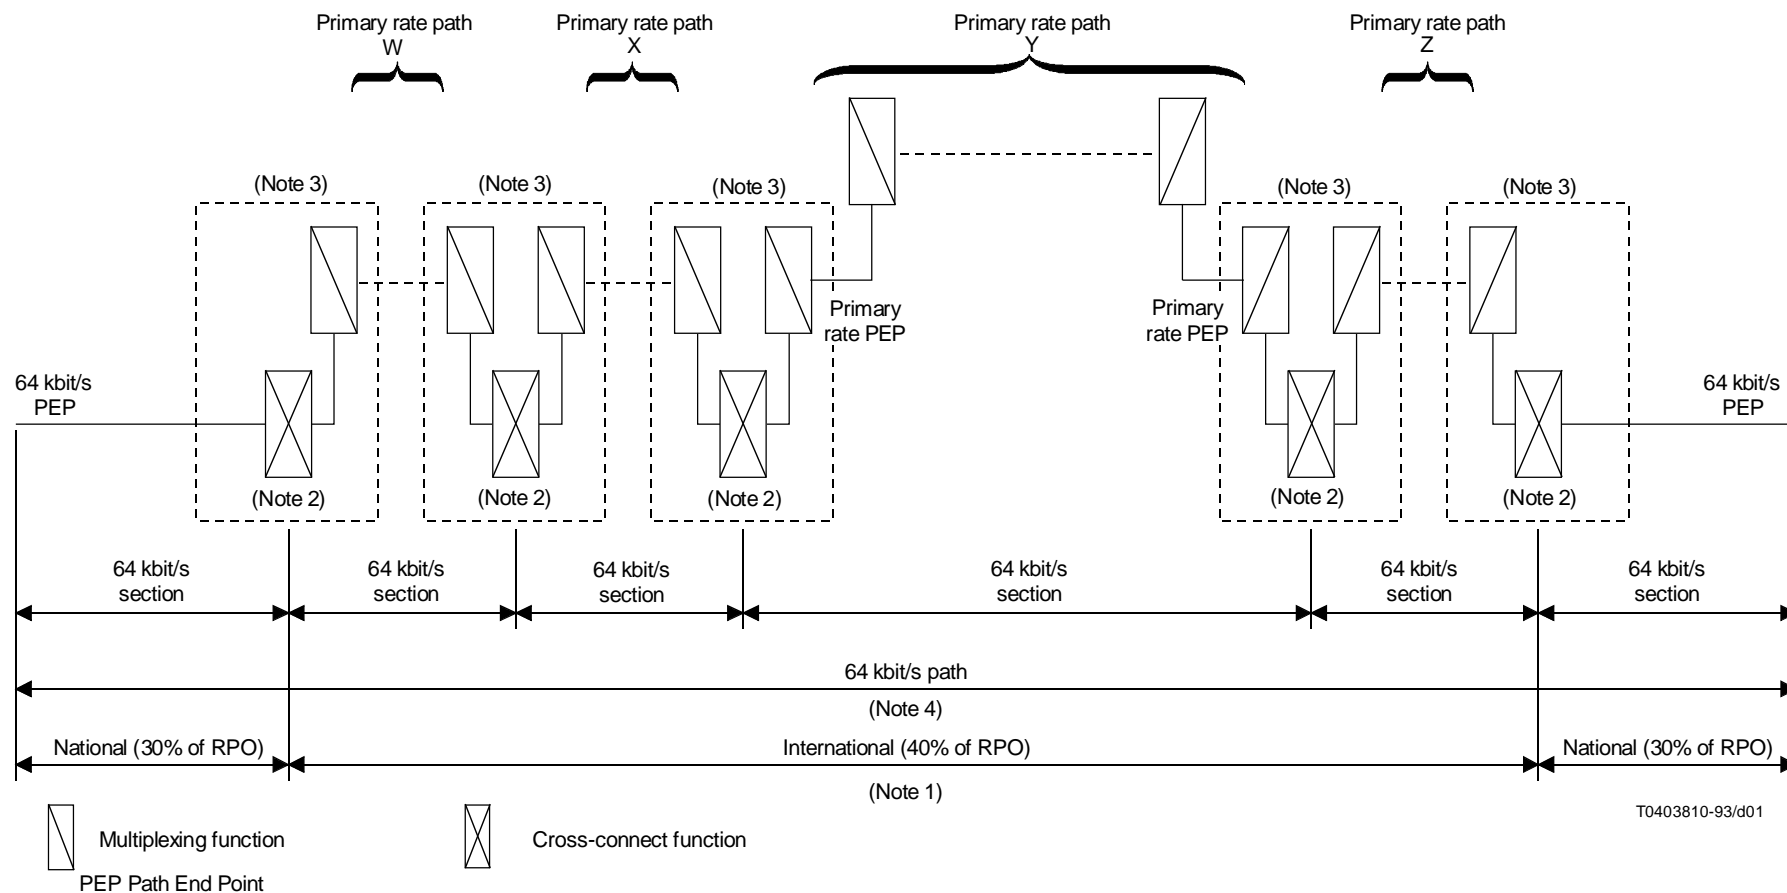 Primary rate path
W
Primary rate path
X
Primary rate path
Y
Primary rate path
Z
(Note 3)
(Note 3)
(Note 3)
(Note 3)
(Note 3)
Primary
rate PEP
Primary
rate PEP
64 kbit/s
PEP
64 kbit/s
PEP
(Note 2)
(Note 2)
(Note 2)
(Note 2)
(Note 2)
64 kbit/s
section
64 kbit/s
section
64 kbit/s
section
64 kbit/s
section
64 kbit/s
section
64 kbit/s
section
64 kbit/s path
(Note 4)
National (30% of RPO)
International (40% of RPO)
National (30% of RPO)
(Note 1)
T0403810-93/d01
Multiplexing function
Cross-connect function
PEP Path End Point